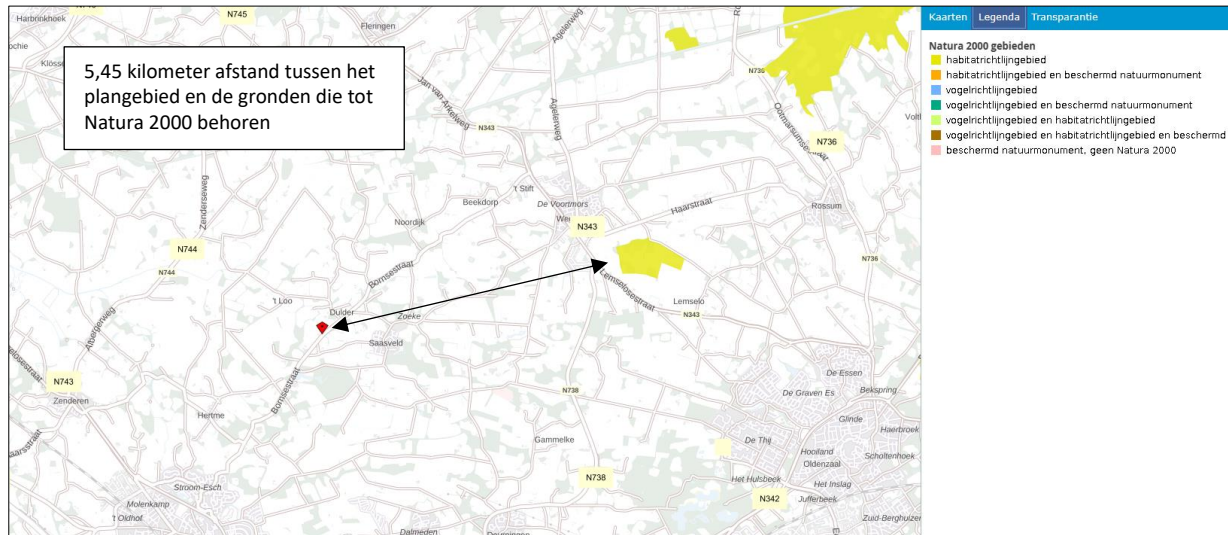 Harbrinkhoek
N745
Fleringen
Agelerweg
5,45 kilometer afstand tussen het
plangebied en de gronden die tot
Natura 2000 behoren
Jan van Arkelweg
N343
Agelerweg
N736
Ootmarsumsestraat
N736
't Stift
De Voortmors
Beekdorp
Haarstraat
Rossum
Noordijk
N343
Zenderseweg
N744
N744
Bornsestraat
Lemselosestraat
N736
't Loo
Dulder
Zoeke
Lemselo
N343
Saasveld
Albergerweg
Bornsestraat
De Essen
Bekspring
N743
Zenderen
N738
De Graven Es
Hertme
Glinde
Haerbroek
Gammelke
De Thij
Scholtenhoek
Hooiland
Oldenzaal
N738
Stroom-Esch
Het Hulsbeek
Het Inslag
N342
Jufferbeek
Molenkamp
't Oldhof
Zuid-Berghuizen
Dalmeden
Deurningen
Kaarten Legenda Transparantie
Natura 2000 gebieden
habitatrichtlijngebied
habitatrichtlijngebied en beschermd natuurmonument
vogelrichtlijngebied
vogelrichtlijngebied en beschermd natuurmonument
vogelrichtlijngebied en habitatrichtlijngebied
vogelrichtlijngebied en habitatrichtlijngebied en beschermd
beschermd natuurmonument, geen Natura 2000